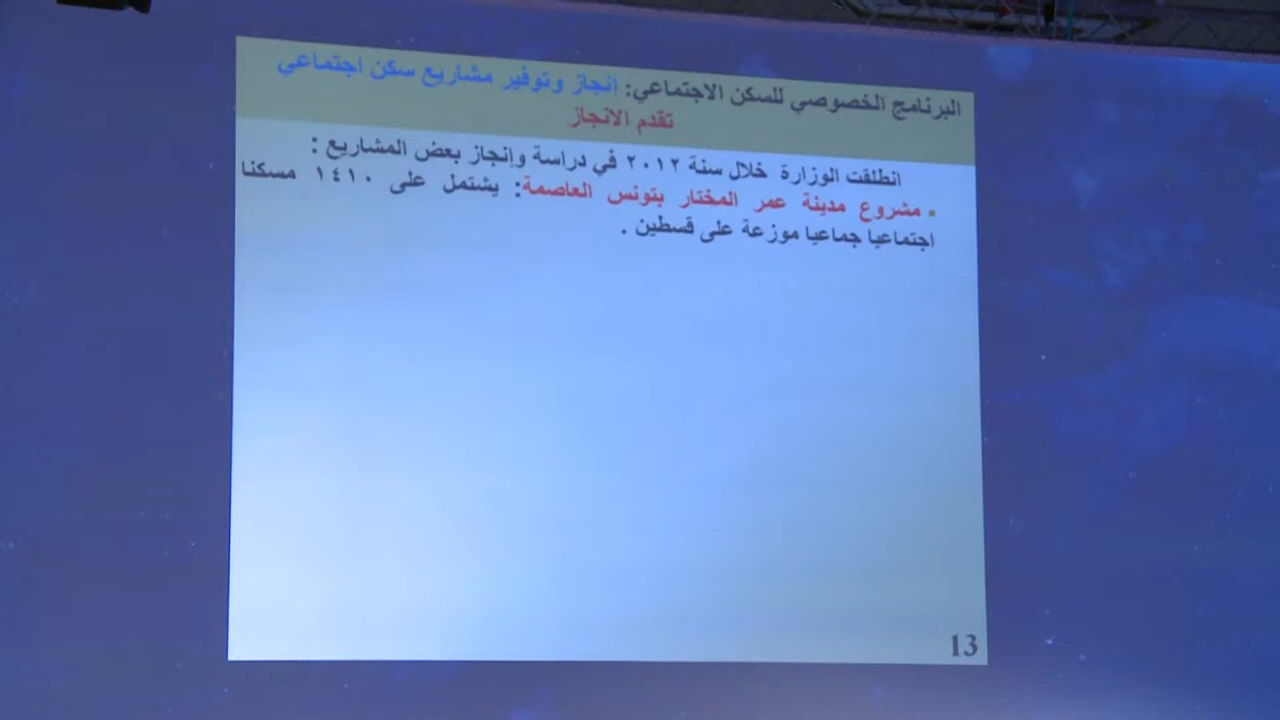 البرنامج الخصوصي للسكن الاجتماعي: إنجاز وتوفير مشاريع سكن اجتماعي
تقدم الانجاز
انطلقت الوزارة خلال سنة ٢٠١٢ في دراسة وإنجاز بعض المشاريع :
▪ مشروع مدينة عمر المختار بتونس العاصمة: يشتمل على ١٤١٠ مسكنا
اجتماعيا جماعيا موزعة على قسطين .
13